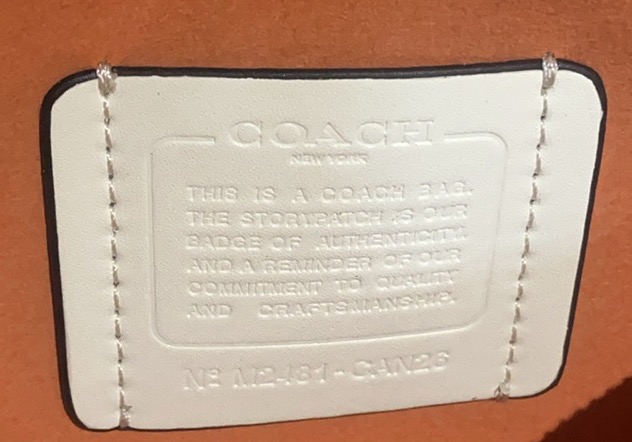 COACH
NEW YORK
THIS IS A COACH BAG.
THE STORYPATCH IS OUR
BADGE OF AUTHENTICITY
AND A REMINDER OF OUR
COMMITMENT TO QUALITY
AND CRAFTSMANSHIP.
Nº M2481-CAN26